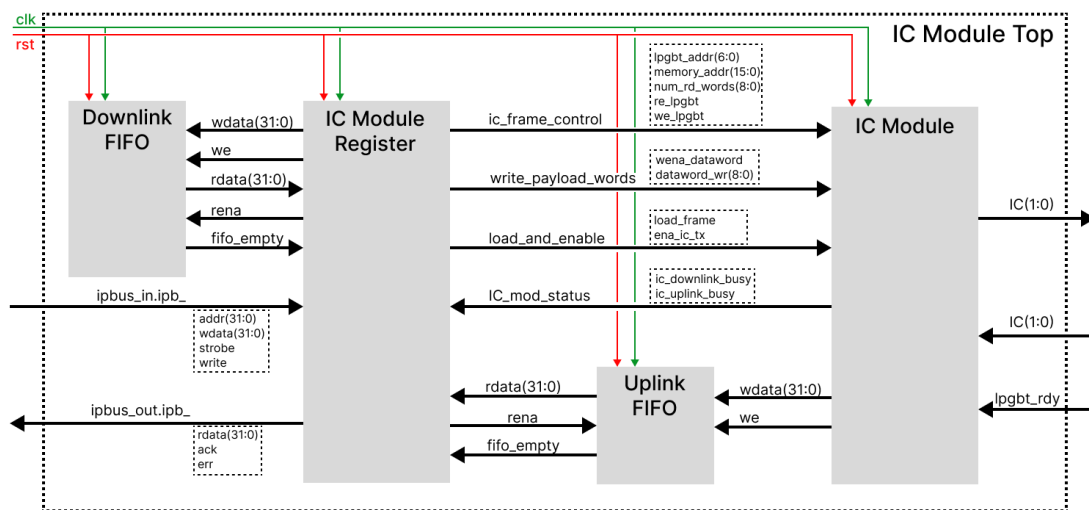 clk
rst
IC Module Top
Downlink
FIFO
wdata(31:0)
we
rdata(31:0)
rena
fifo_empty
IC Module
Register
ic_frame_control
lpgbt_addr(6:0)
memory_addr(15:0)
num_rd_words(8:0)
re_lpgbt
we_lpgbt
write_payload_words
wena_dataword
dataword_wr(8:0)
load_and_enable
load_frame
ena_ic_tx
IC_mod_status
ic_downlink_busy
ic_uplink_busy
IC Module
IC(1:0)
IC(1:0)
lpgbt_rdy
ipbus_in.ipb_
addr(31:0)
wdata(31:0)
strobe
write
ipbus_out.ipb_
rdata(31:0)
ack
err
rdata(31:0)
rena
fifo_empty
Uplink
FIFO
wdata(31:0)
we